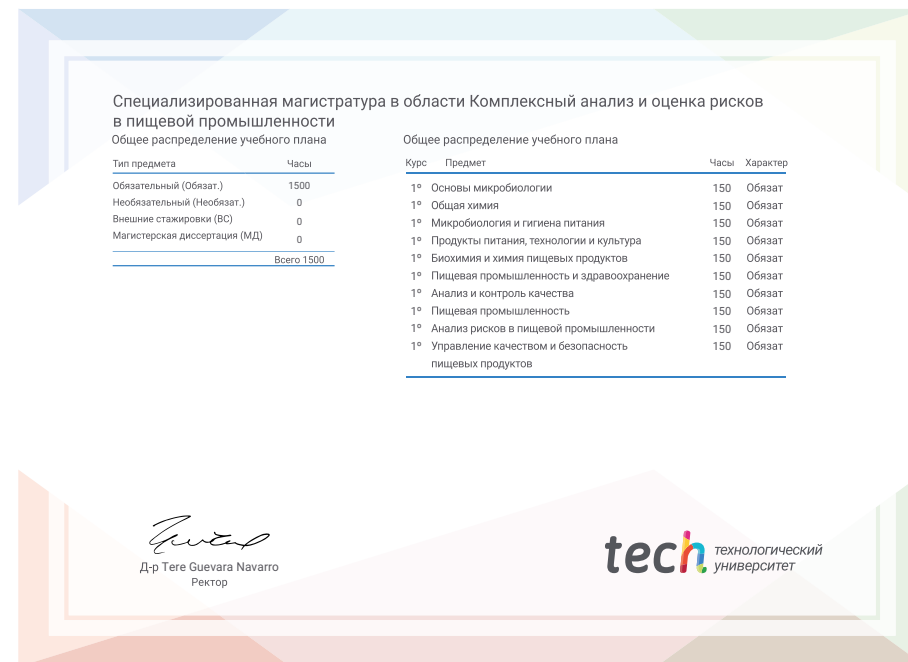 Специализированная магистратура в области Комплексный анализ и оценка рисков
в пищевой промышленности
Общее распределение учебного плана
Тип предмета Часы
Обязательный (Обязат.) 1500
Необязательный (Необязат.) 0
Внешние стажировки (ВС) 0
Магистерская диссертация (МД) 0
Всего 1500
Общее распределение учебного плана
Курс Предмет Часы Характер
1º Основы микробиологии 150 Обязат
1º Общая химия 150 Обязат
1º Микробиология и гигиена питания 150 Обязат
1º Продукты питания, технологии и культура 150 Обязат
1º Биохимия и химия пищевых продуктов 150 Обязат
1º Пищевая промышленность и здравоохранение 150 Обязат
1º Анализ и контроль качества 150 Обязат
1º Пищевая промышленность 150 Обязат
1º Анализ рисков в пищевой промышленности 150 Обязат
1º Управление качеством и безопасность 150 Обязат
пищевых продуктов
Д-р Tere Guevara Navarro
Ректор
tech технологический
университет